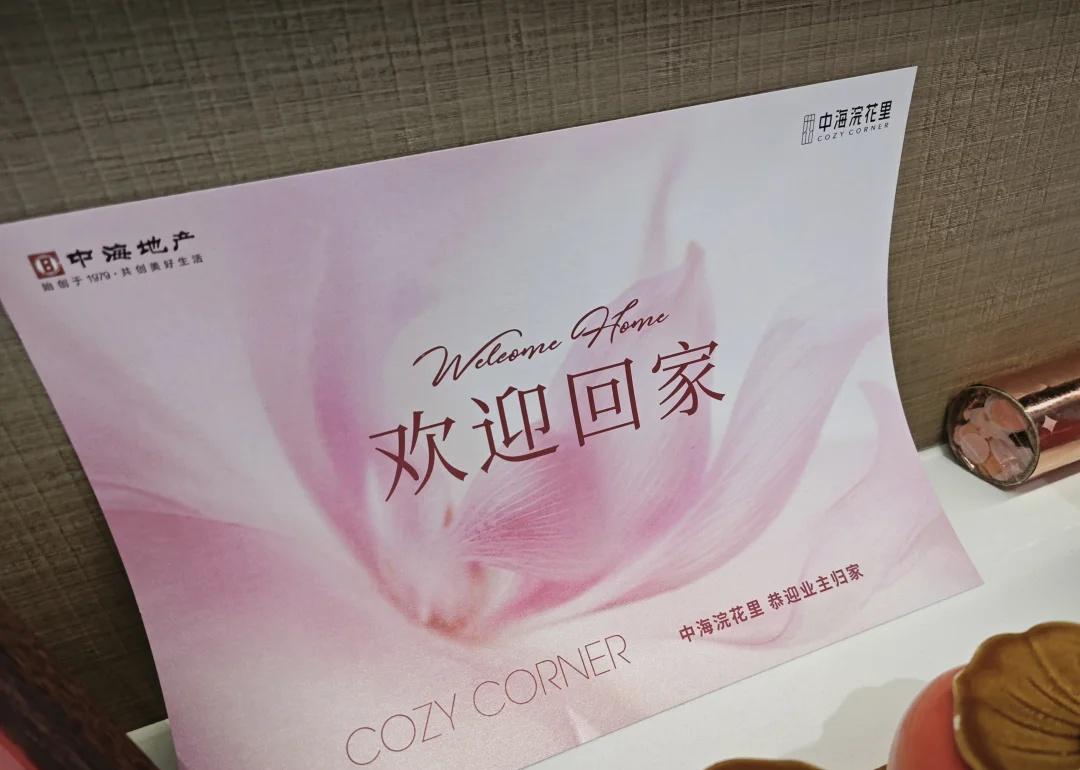 中海浣花里
COZY CORNER
中海地产
始创于1979·共创美好生活
Welcome Home
欢迎回家
中海浣花里 恭迎业主归家
COZY CORNER